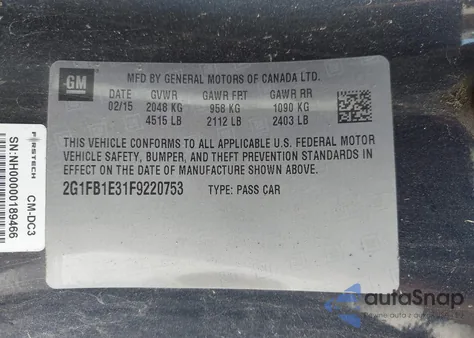 GM
MFD BY GENERAL MOTORS OF CANADA LTD.
DATE GVWR GAWR FRT GAWR RR
02/15 2048 KG 958 KG 1090 KG
4515 LB 2112 LB 2403 LB
THIS VEHICLE CONFORMS TO ALL APPLICABLE U.S. FEDERAL MOTOR
VEHICLE SAFETY, BUMPER, AND THEFT PREVENTION STANDARDS IN
EFFECT ON THE DATE OF MANUFACTURE SHOWN ABOVE.
2G1FB1E31F9220753 TYPE: PASS CAR
FIRSTECH CM-DC3
SN:NH00000189466
autoSnap